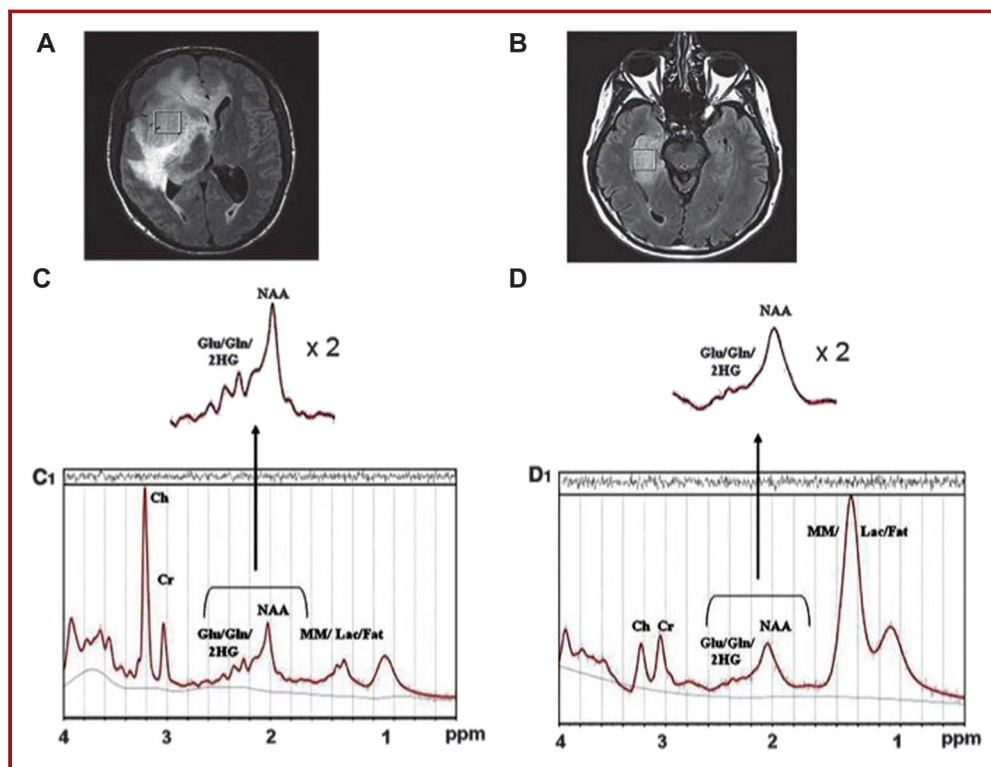 A
B
C
NAA
Glu/Gln/
2HG
x 2
D
NAA
Glu/Gln/
2HG
x 2
C1
Ch
Cr
Glu/Gln/
2HG
NAA
MM/ Lac/Fat
4 3 2 1 ppm
D1
MM/ Lac/Fat
Ch Cr
Glu/Gln/
2HG
NAA
4 3 2 1 ppm